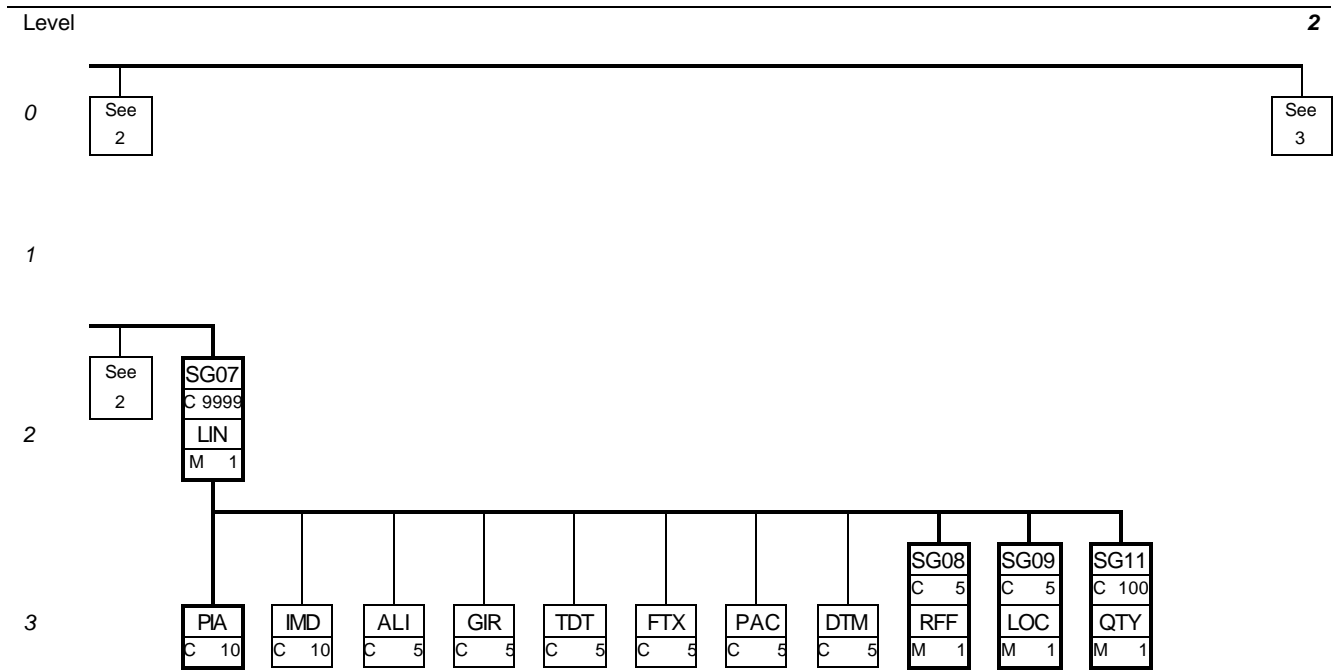 Level 2
0 See 2 See 3
1
See 2
SG07
C 9999
2 LIN
M 1
SG08 SG09 SG11
C 5 C 5 C 100
3 PIA IMD ALI GIR TDT FTX PAC DTM RFF LOC QTY
C 10 C 10 C 5 C 5 C 5 C 5 C 5 C 5 M 1 M 1 M 1